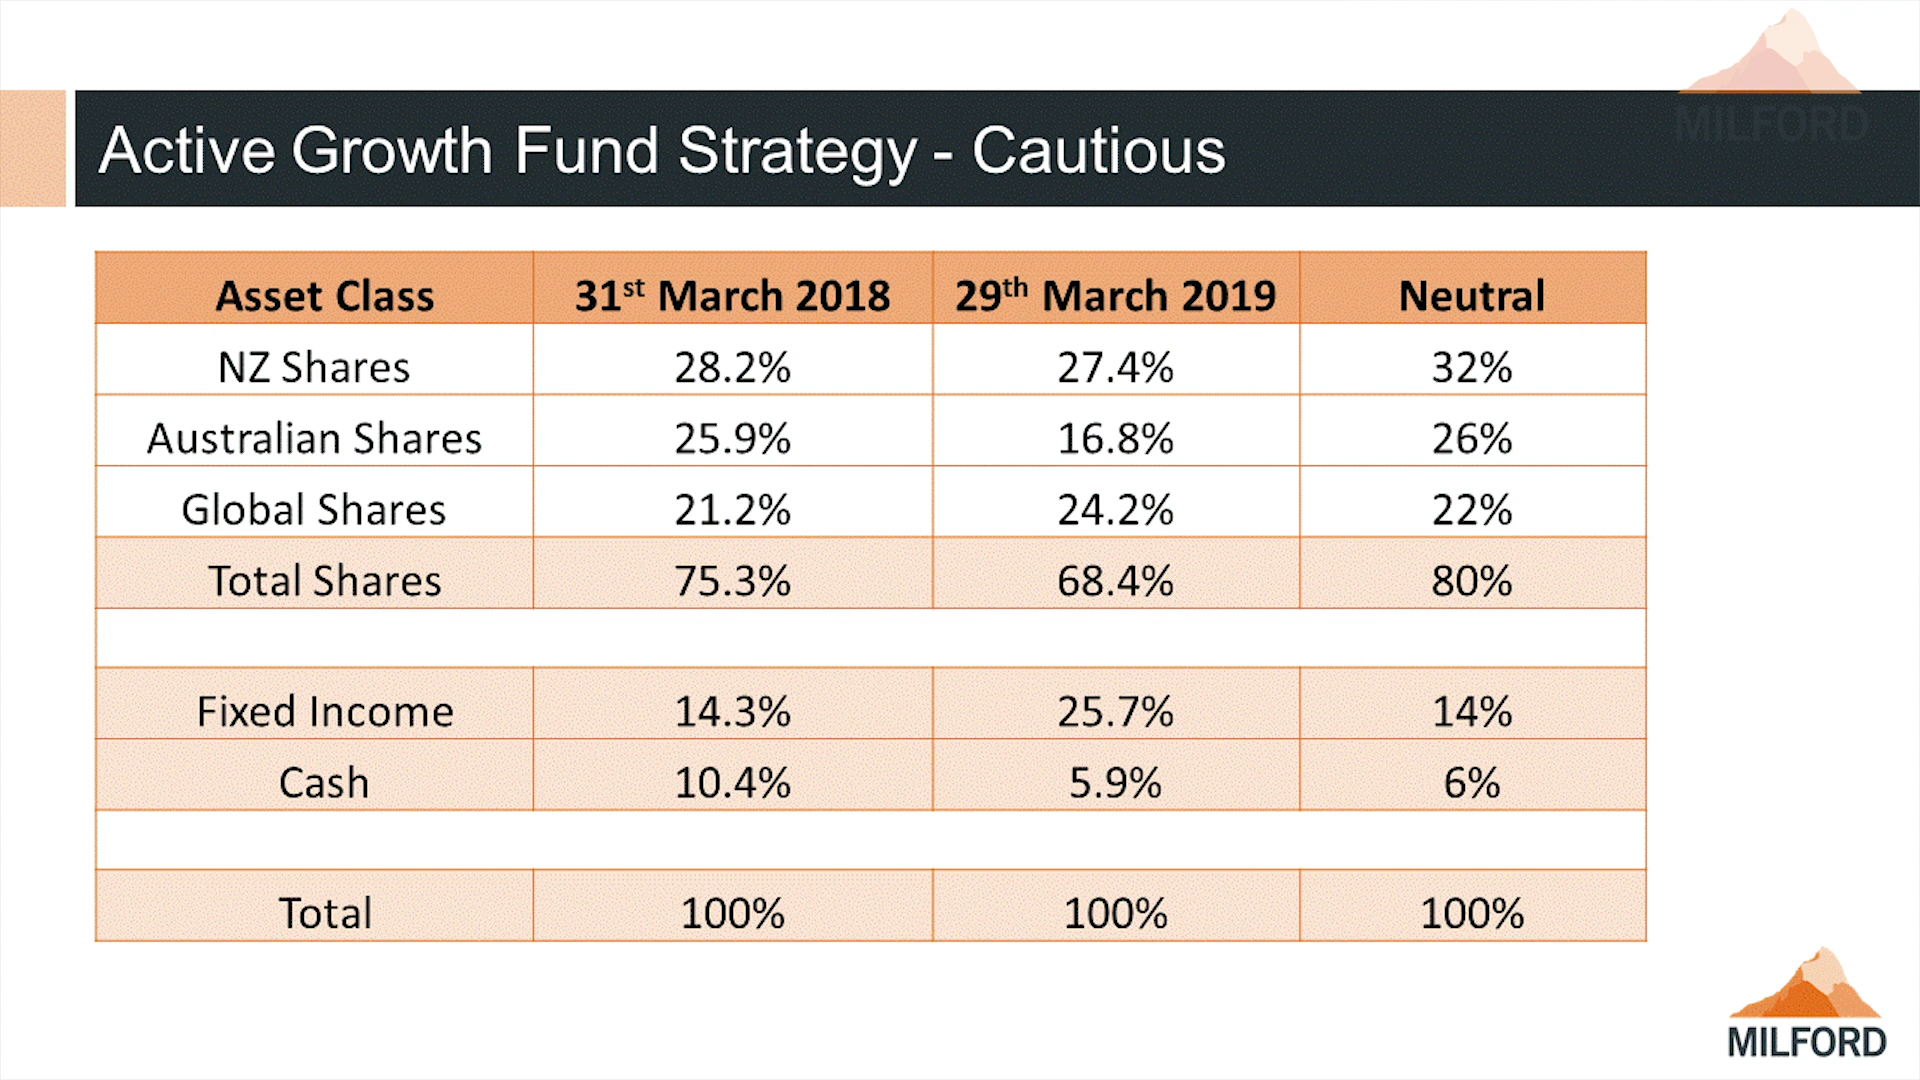 MILFORD
Active Growth Fund Strategy - Cautious
Asset Class 31st March 2018 29th March 2019 Neutral
NZ Shares 28.2% 27.4% 32%
Australian Shares 25.9% 16.8% 26%
Global Shares 21.2% 24.2% 22%
Total Shares 75.3% 68.4% 80%
Fixed Income 14.3% 25.7% 14%
Cash 10.4% 5.9% 6%
Total 100% 100% 100%
MILFORD